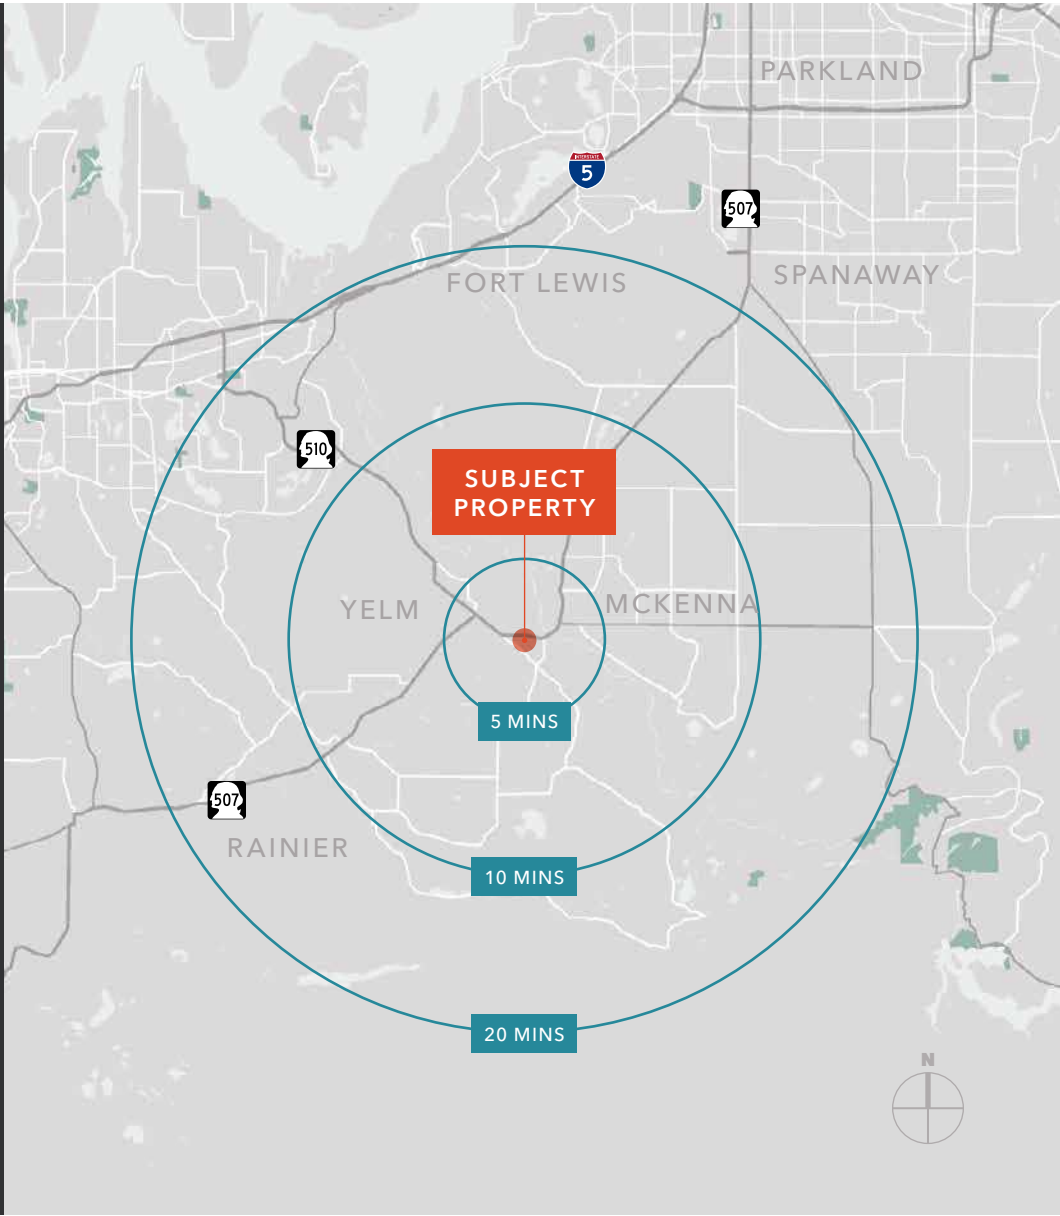 PARKLAND
INTERSTATE
5
507
FORT LEWIS
SPANAWAY
510
SUBJECT
PROPERTY
YELM
MCKENNA
5 MINS
507
RAINIER
10 MINS
20 MINS
N